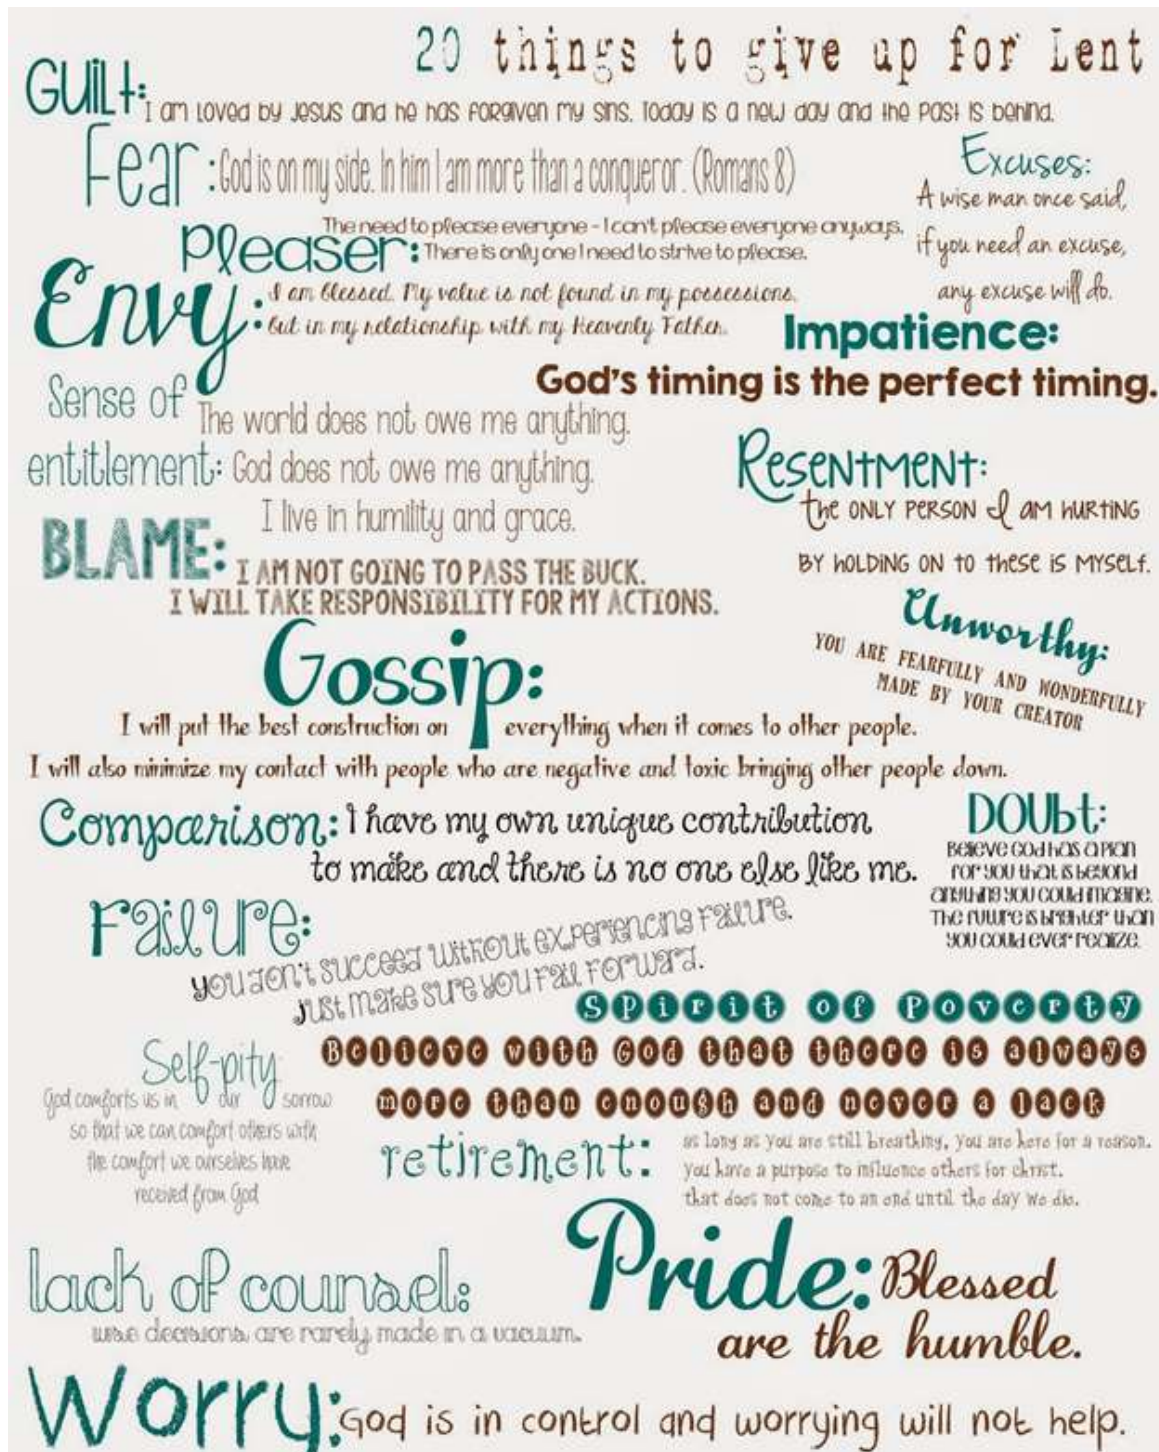 20 things to give up for Lent
Guilt: I am loved by Jesus and he has forgiven my sins. Today is a new day and the past is behind.
Fear: God is on my side. In him I am more than a conqueror. (Romans 8)
Excuses:
A wise man once said,
if you need an excuse,
any excuse will do.
Pleaser: The need to please everyone - I can't please everyone anyways.
There is only one I need to strive to please.
Envy: I am blessed. My value is not found in my possessions,
but in my relationship with my Heavenly Father.
Impatience:
God's timing is the perfect timing.
Sense of
entitlement: The world does not owe me anything.
God does not owe me anything.
I live in humility and grace.
Resentment:
the only person I am hurting
by holding on to these is myself.
BLAME: I AM NOT GOING TO PASS THE BUCK.
I WILL TAKE RESPONSIBILITY FOR MY ACTIONS.
Unworthy:
YOU ARE FEARFULLY AND WONDERFULLY
MADE BY YOUR CREATOR
Gossip:
I will put the best construction on everything when it comes to other people.
I will also minimize my contact with people who are negative and toxic bringing other people down.
Comparison: I have my own unique contribution
to make and there is no one else like me.
Doubt:
Believe God has a plan
for you that is beyond
anything you could imagine.
The future is brighter than
you could ever realize.
Failure:
you don't succeed without experiencing failure.
Just make sure you fail forward.
Spirit of Poverty
Believe with God that there is always
more than enough and never a lack
Self-pity
God comforts us in our sorrow
so that we can comfort others with
the comfort we ourselves have
received from God
retirement: as long as you are still breathing, you are here for a reason.
you have a purpose to influence others for christ.
that does not come to an end until the day we die.
lack of counsel:
wise decisions are rarely made in a vacuum.
Pride: Blessed
are the humble.
Worry: God is in control and worrying will not help.